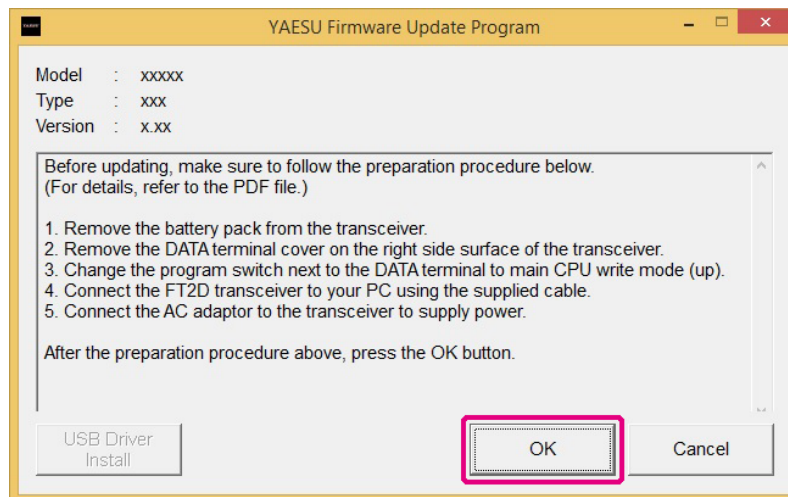 YAESU Firmware Update Program
Model : xxxxx
Type : xxx
Version : x.xx
Before updating, make sure to follow the preparation procedure below.
(For details, refer to the PDF file.)
1. Remove the battery pack from the transceiver.
2. Remove the DATA terminal cover on the right side surface of the transceiver.
3. Change the program switch next to the DATA terminal to main CPU write mode (up).
4. Connect the FT2D transceiver to your PC using the supplied cable.
5. Connect the AC adaptor to the transceiver to supply power.
After the preparation procedure above, press the OK button.
USB Driver
Install
OK
Cancel